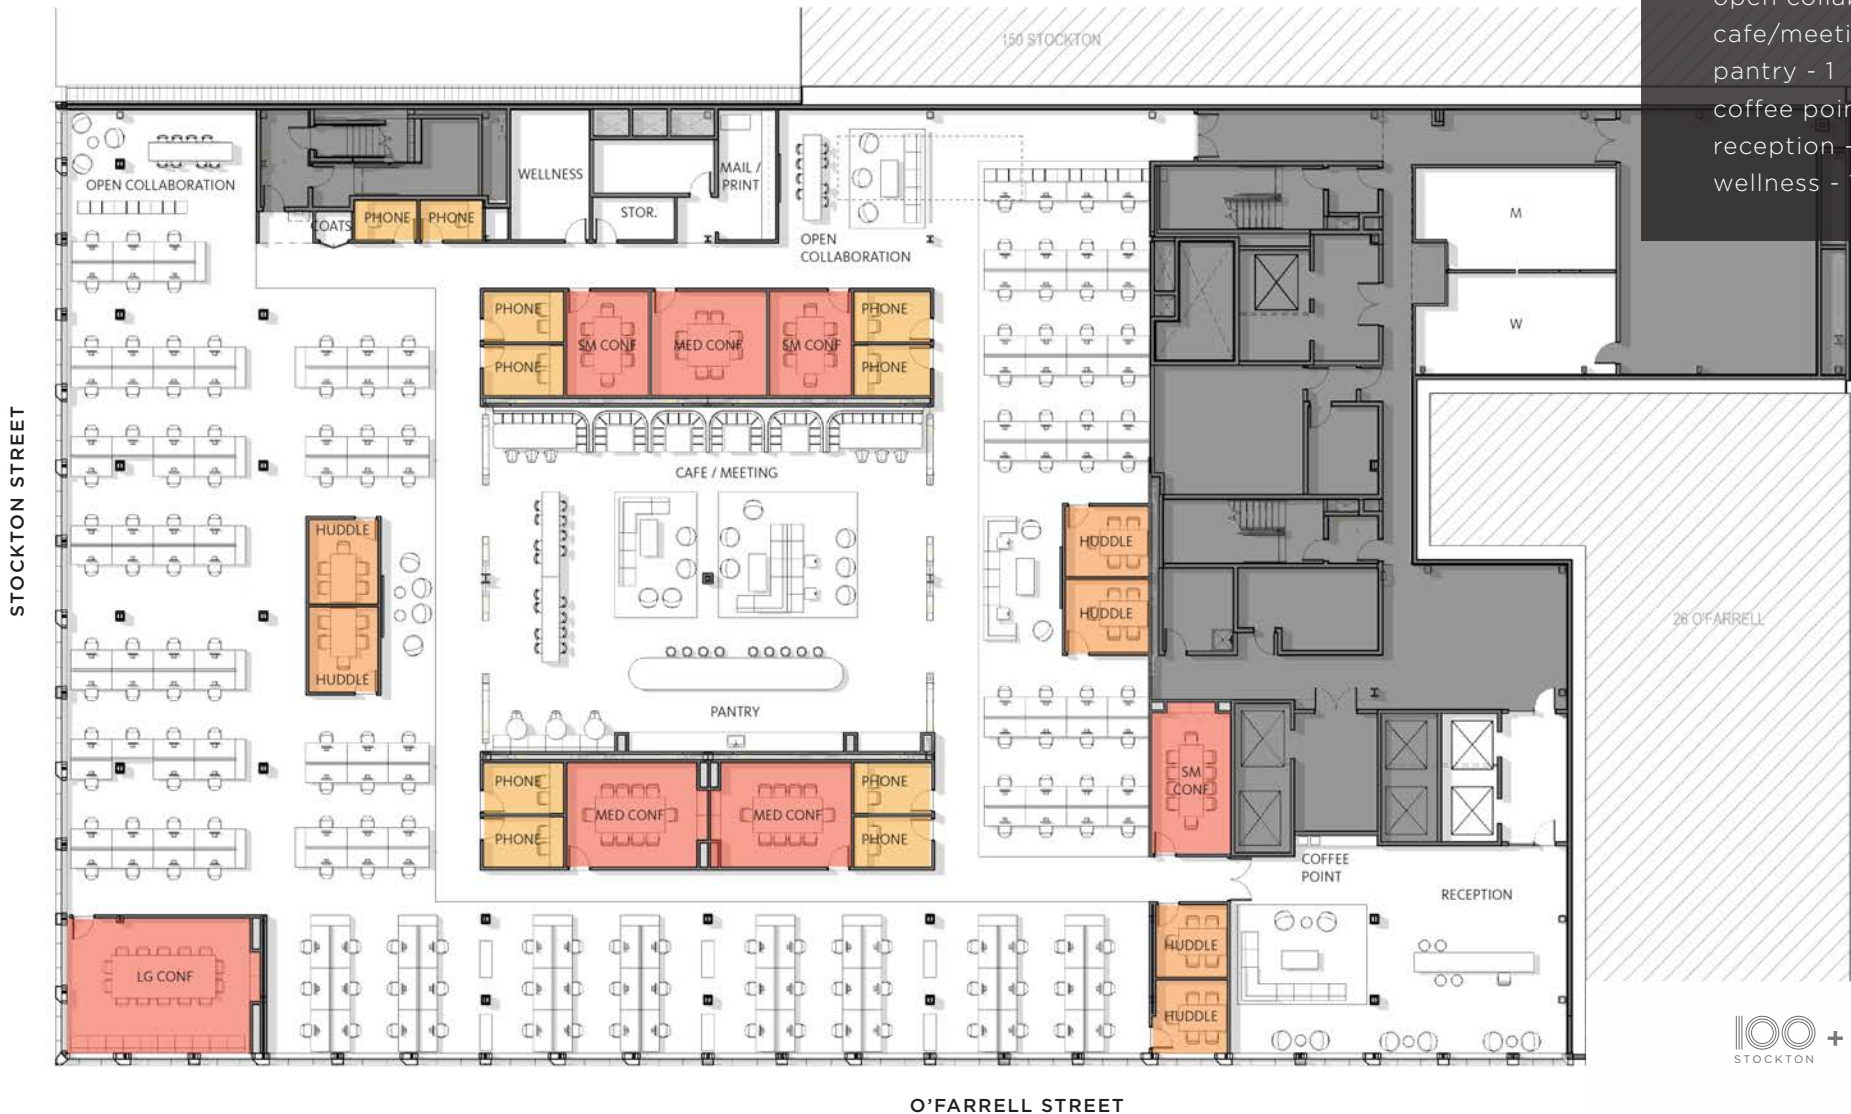 150 STOCKTON
cafe/meeti
pantry - 1
coffee poin
reception -
wellness -
OPEN COLLABORATION
COATS
PHONE
PHONE
WELLNESS
STOR.
MAIL /
PRINT
OPEN
COLLABORATION
M
W
PHONE
SM CONF
MED CONF
SM CONF
PHONE
PHONE
PHONE
CAFE / MEETING
HUDDLE
HUDDLE
HUDDLE
HUDDLE
PANTRY
26 O'FARRELL
STOCKTON STREET
PHONE
MED CONF
MED CONF
PHONE
PHONE
PHONE
SM
CONF
COFFEE
POINT
RECEPTION
LG CONF
HUDDLE
HUDDLE
100 +
STOCKTON
O'FARRELL STREET